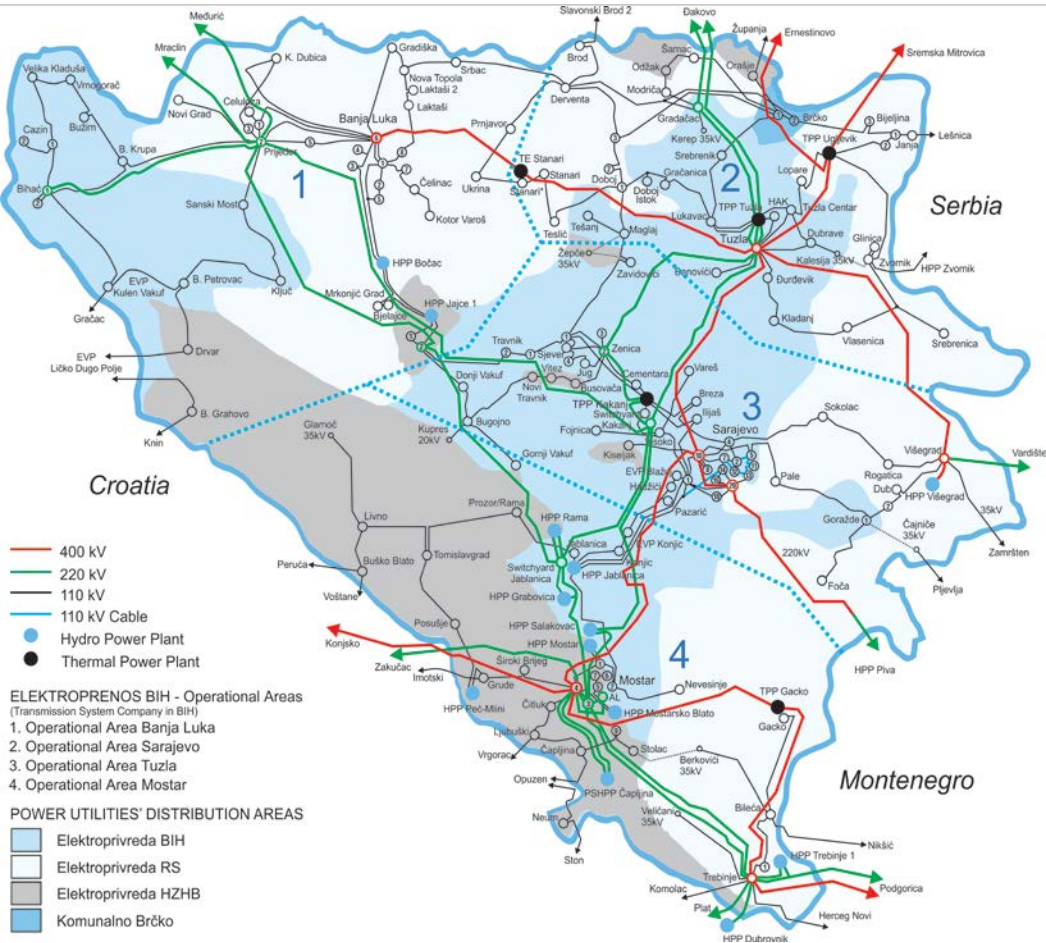 Međurić
Mraclin
Velika Kladuša
Vrnogorač
K. Dubica
Gradiška
Srbac
Nova Topola
Laktaši 2
Laktaši
Slavonski Brod 2
Brod
Đakovo
Šamac
Odžak
Modriča
Županja
Orašje
Ernestinovo
Sremska Mitrovica
Novi Grad
Celuloza
Banja Luka
Derventa
Cazin
Bužim
B. Krupa
Prijedor
Prnjavor
Gradačac
Kerep 35kV
Brčko
Bijeljina
Janja
Lešnica
TPP Ugljevik
Bihać
Sanski Most
1
Čelinac
Kotor Varoš
TE Stanari
Stanari
Stanari*
Ukrina
Doboj
Doboj
Istok
Srebrenik
Gračanica
2
Lopare
Serbia
Teslić
Tešanj
Maglaj
Lukavac
TPP Tuzla
HAK
Tuzla Centar
Tuzla
Dubrave
Kalesija 35kV
Glinica
Zvornik
HPP Zvornik
HPP Bočac
Žepče
35kV
Zavidovići
Đurđevik
EVP
Kulen Vakuf
B. Petrovac
Ključ
Mrkonjić Grad
Bjelajce
HPP Jajce 1
Gračac
Kladanj
Vlasenica
Srebrenica
EVP
Ličko Dugo Polje
Drvar
Travnik
Sjever
Zenica
Jug
Vitez
Novi
Travnik
Busovača
Cementara
Vareš
Donji Vakuf
TPP Kakanj
Switchyard
Kakanj
Breza
Ilijaš
3
Knin
B. Grahovo
Glamoč
35kV
Kupres
20kV
Bugojno
Fojnica
Kiseljak
Sarajevo
Sokolac
Višegrad
Vardište
Gornji Vakuf
Hadžići
Pazarić
Pale
Rogatica
Dub
HPP Višegrad
35kV
Croatia
Livno
Prozor/Rama
HPP Rama
Jablanica
EVP Konjic
Konjic
Goražde
Čajniče
35kV
Zamršten
400 kV
220 kV
110 kV
110 kV Cable
Hydro Power Plant
Thermal Power Plant
Peruća
Buško Blato
Tomislavgrad
Voštane
Switchyard
Jablanica
HPP Jablanica
HPP Grabovica
220kV
Foča
Pljevlja
Posušje
HPP Salakovac
HPP Mostar
4
HPP Piva
Konjsko
Zakučac
Imotski
Široki Brijeg
Grude
Mostar
Nevesinje
TPP Gacko
Gacko
HPP Peć-Mlini
AL
Čitluk
HPP Mostarsko Blato
ELEKTROPRENOS BIH - Operational Areas
(Transmission System Company in BIH)
1. Operational Area Banja Luka
2. Operational Area Sarajevo
3. Operational Area Tuzla
4. Operational Area Mostar
Ljubuški
Vrgorac
Čapljina
Stolac
Berkovići
35kV
Montenegro
Opuzen
PSHPP Čapljina
Neum
Ston
Veličani
35kV
Bileća
Nikšić
POWER UTILITIES' DISTRIBUTION AREAS
Elektroprivreda BIH
Elektroprivreda RS
Elektroprivreda HZHB
Komunalno Brčko
HPP Trebinje 1
Trebinje
Komolac
Podgorica
Plat
Herceg Novi
HPP Dubrovnik